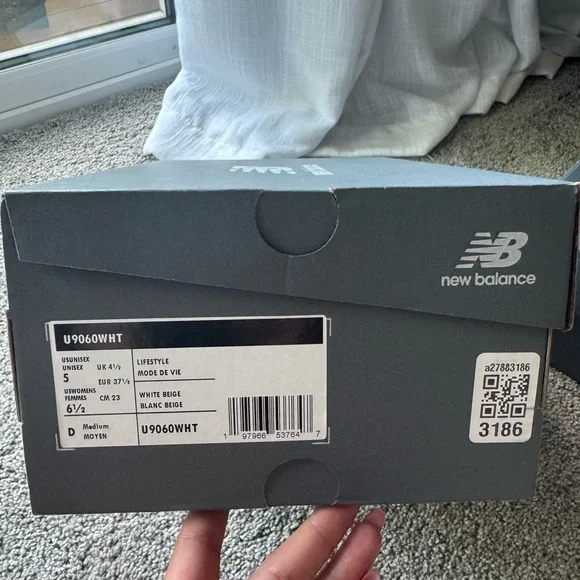 NB
new balance
U9060WHT
USUNISEX
UNISEX
5
UK 4½
EUR 37½
USWOMENS
FEMMES
6½
CM 23
D Medium
MOYEN
LIFESTYLE
MODE DE VIE
WHITE BEIGE
BLANC BEIGE
U9060WHT
1 97966 53764 7
a27883186
3186